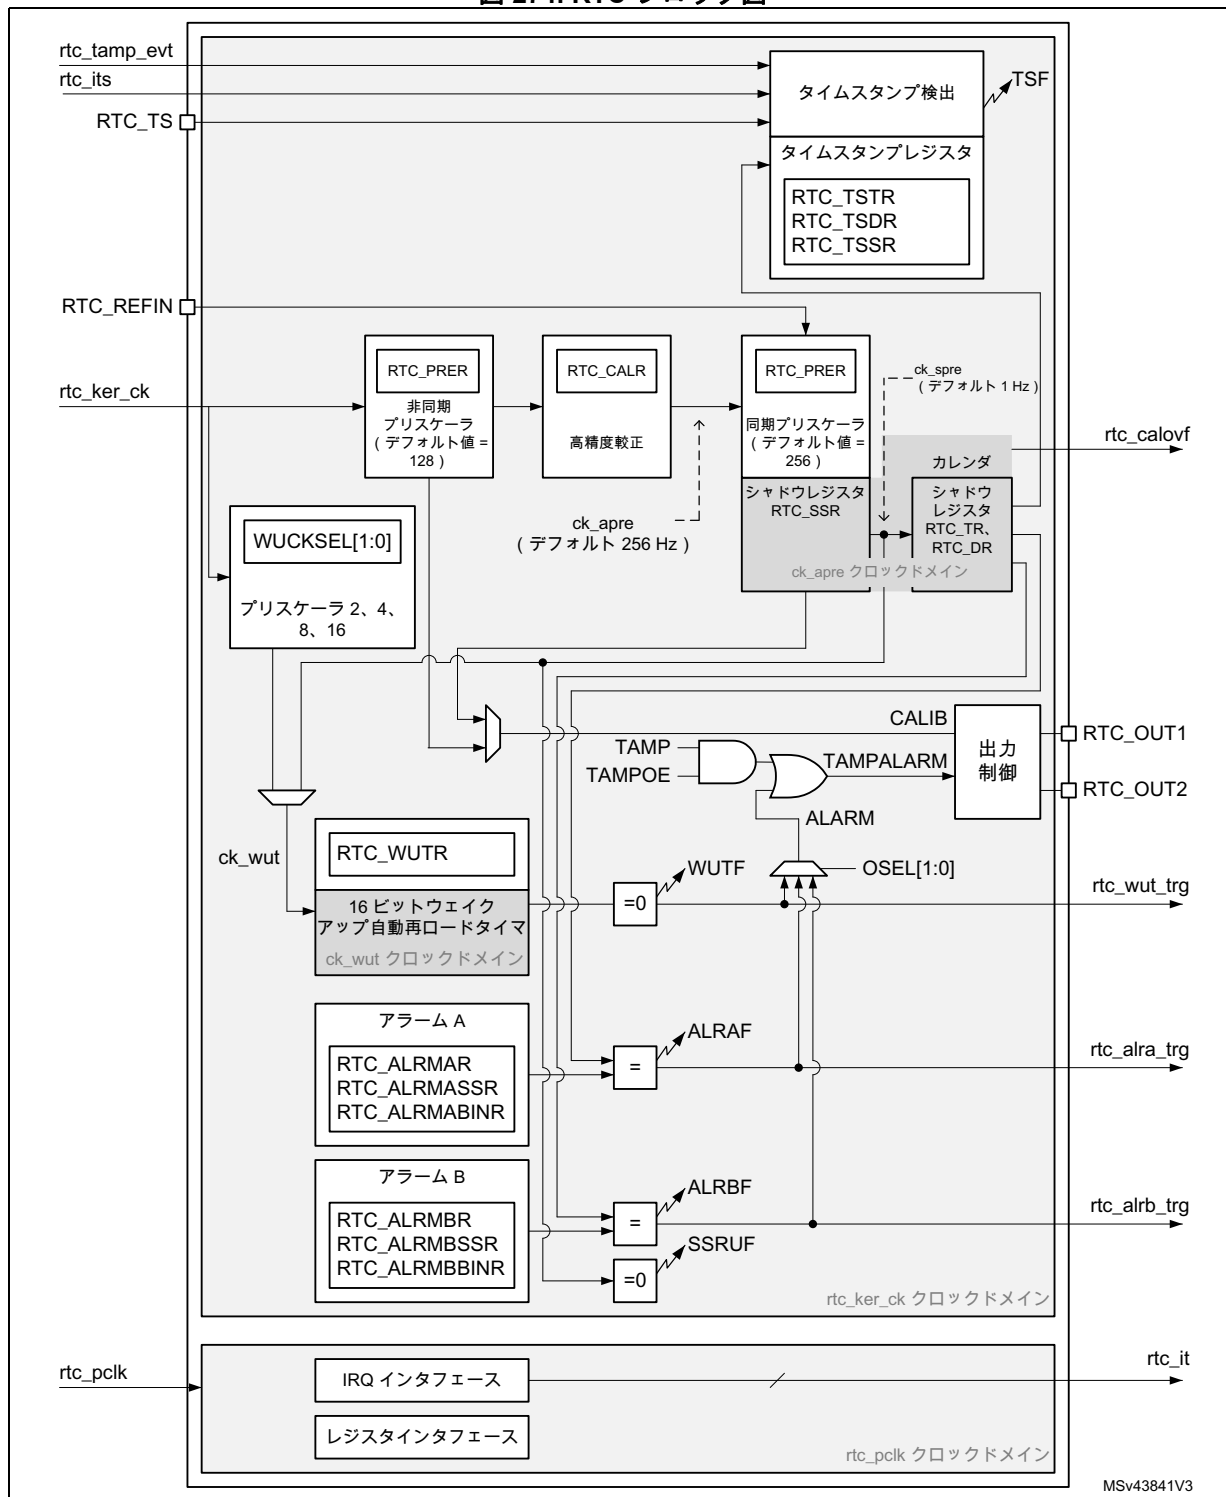 rtc_tamp_evt
rtc_its
RTC_TS
タイムスタンプ検出
TSF
タイムスタンプレジスタ
RTC_TSTR
RTC_TSDR
RTC_TSSR
RTC_REFIN
rtc_ker_ck
RTC_PRER
非同期
プリスケーラ
( デフォルト値 =
128 )
RTC_CALR
高精度較正
RTC_PRER
同期プリスケーラ
( デフォルト値 =
256 )
ck_spre
( デフォルト 1 Hz )
rtc_calovf
カレンダ
シャドウレジスタ
RTC_SSR
シャドウ
レジスタ
RTC_TR、
RTC_DR
ck_apre クロックドメイン
ck_apre
( デフォルト 256 Hz )
WUCKSEL[1:0]
プリスケーラ 2、4、
8、16
CALIB
TAMP
TAMPOE
TAMPALARM
出力
制御
RTC_OUT1
RTC_OUT2
ALARM
OSEL[1:0]
ck_wut
RTC_WUTR
16 ビットウェイク
アップ自動再ロードタイマ
ck_wut クロックドメイン
=0
WUTF
rtc_wut_trg
アラーム A
RTC_ALRMAR
RTC_ALRMASSR
RTC_ALRMABINR
=
ALRAF
rtc_alra_trg
アラーム B
RTC_ALRMBR
RTC_ALRMBSSR
RTC_ALRMBBINR
=
ALRBF
rtc_alrb_trg
SSRUF
=0
rtc_ker_ck クロックドメイン
rtc_pclk
IRQ インタフェース
rtc_it
レジスタインタフェース
rtc_pclk クロックドメイン
MSv43841V3